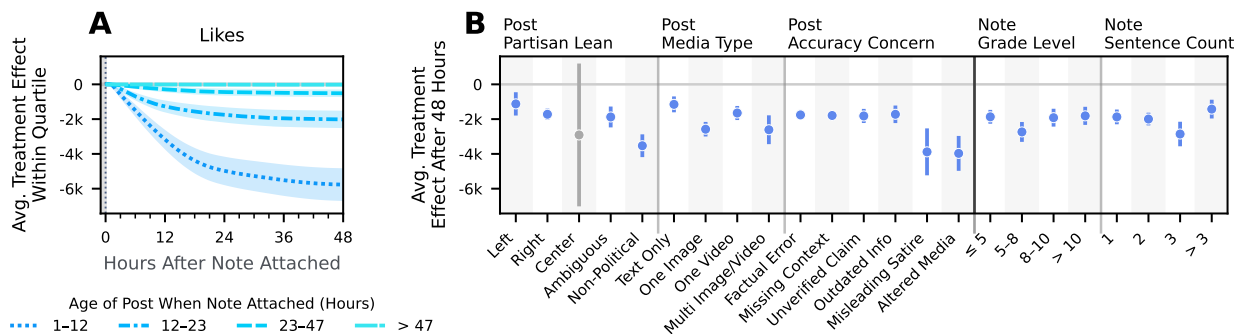 A
Likes
Avg. Treatment Effect
Within Quartile
0
-2k
-4k
-6k
0
12
24
36
48
Hours After Note Attached
Age of Post When Note Attached (Hours)
1–12
12–23
23–47
> 47
B
Post
Partisan Lean
Post
Media Type
Post
Accuracy Concern
Note
Grade Level
Note
Sentence Count
Avg. Treatment
Effect After 48 Hours
0
-2k
-4k
-6k
Left
Right
Center
Ambiguous
Non-Political
Text Only
One Image
One Video
Multi Image/Video
Factual Error
Missing Context
Unverified Claim
Outdated Info
Misleading Satire
Altered Media
≤ 5
5–8
8–10
> 10
1
2
3
> 3